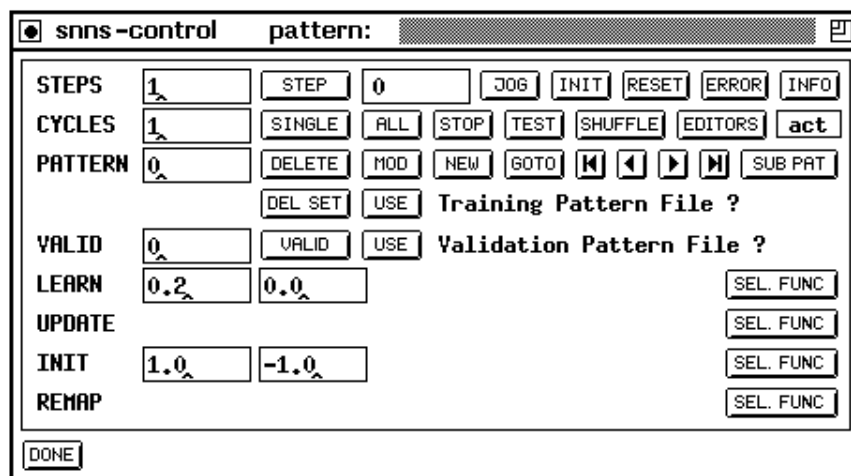 snns-control pattern:
STEPS 1 STEP 0 JOG INIT RESET ERROR INFO
CYCLES 1 SINGLE ALL STOP TEST SHUFFLE EDITORS act
PATTERN 0 DELETE MOD NEW GOTO SUB PAT
DEL SET USE Training Pattern File ?
VALID 0 VALID USE Validation Pattern File ?
LEARN 0.2 0.0 SEL. FUNC
UPDATE SEL. FUNC
INIT 1.0 -1.0 SEL. FUNC
REMAP SEL. FUNC
DONE